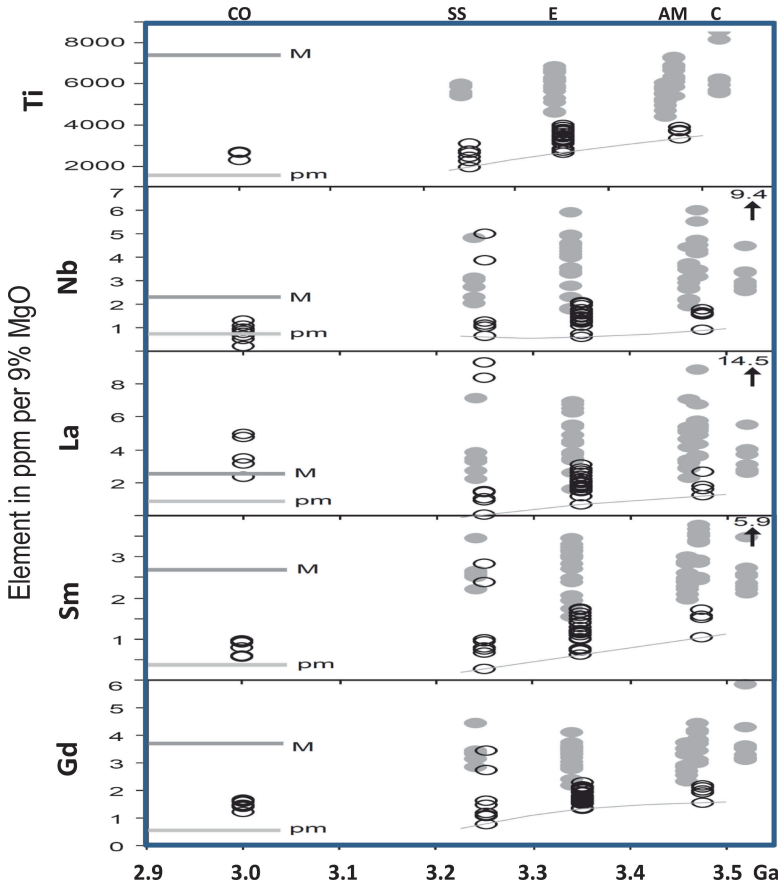 CO SS E AM C
8000
M
6000
Ti
4000
2000
pm
7
9.4
6
5
Nb
4
3
M
2
1
pm
14.5
8
6
La
4
M
2
pm
5.9
3
M
Sm
2
1
pm
6
5
Gd
4
M
3
2
1
pm
0
2.9 3.0 3.1 3.2 3.3 3.4 3.5 Ga
Element in ppm per 9% MgO